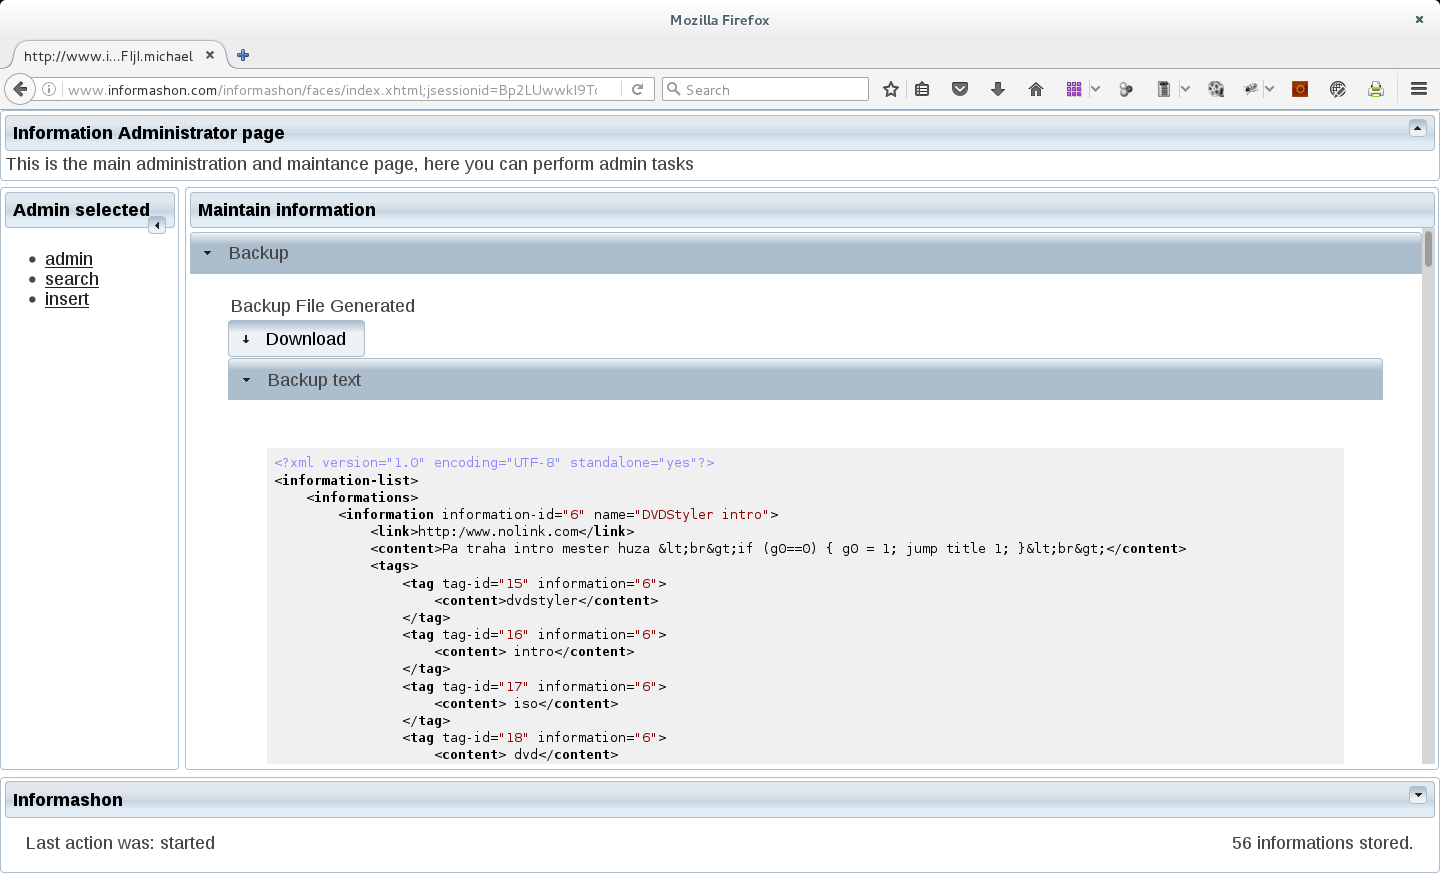 Mozilla Firefox
http://www.i...FIjI.michael
www.informashon.com/informashon/faces/index.xhtml;jsessionid=Bp2LUwwkI9T
Search
Information Administrator page
This is the main administration and maintance page, here you can perform admin tasks
Admin selected
admin
search
insert
Maintain information
Backup
Backup File Generated
Download
Backup text
<?xml version="1.0" encoding="UTF-8" standalone="yes"?>
<information-list>
<informations>
<information information-id="6" name="DVDStyler intro">
<link>http:/www.nolink.com</link>
<content>Pa traha intro mester huza &lt;br&gt;if (g0==0) { g0 = 1; jump title 1; }&lt;br&gt;</content>
<tags>
<tag tag-id="15" information="6">
<content>dvdstyler</content>
</tag>
<tag tag-id="16" information="6">
<content> intro</content>
</tag>
<tag tag-id="17" information="6">
<content> iso</content>
</tag>
<tag tag-id="18" information="6">
<content> dvd</content>
Informashon
Last action was: started
56 informations stored.